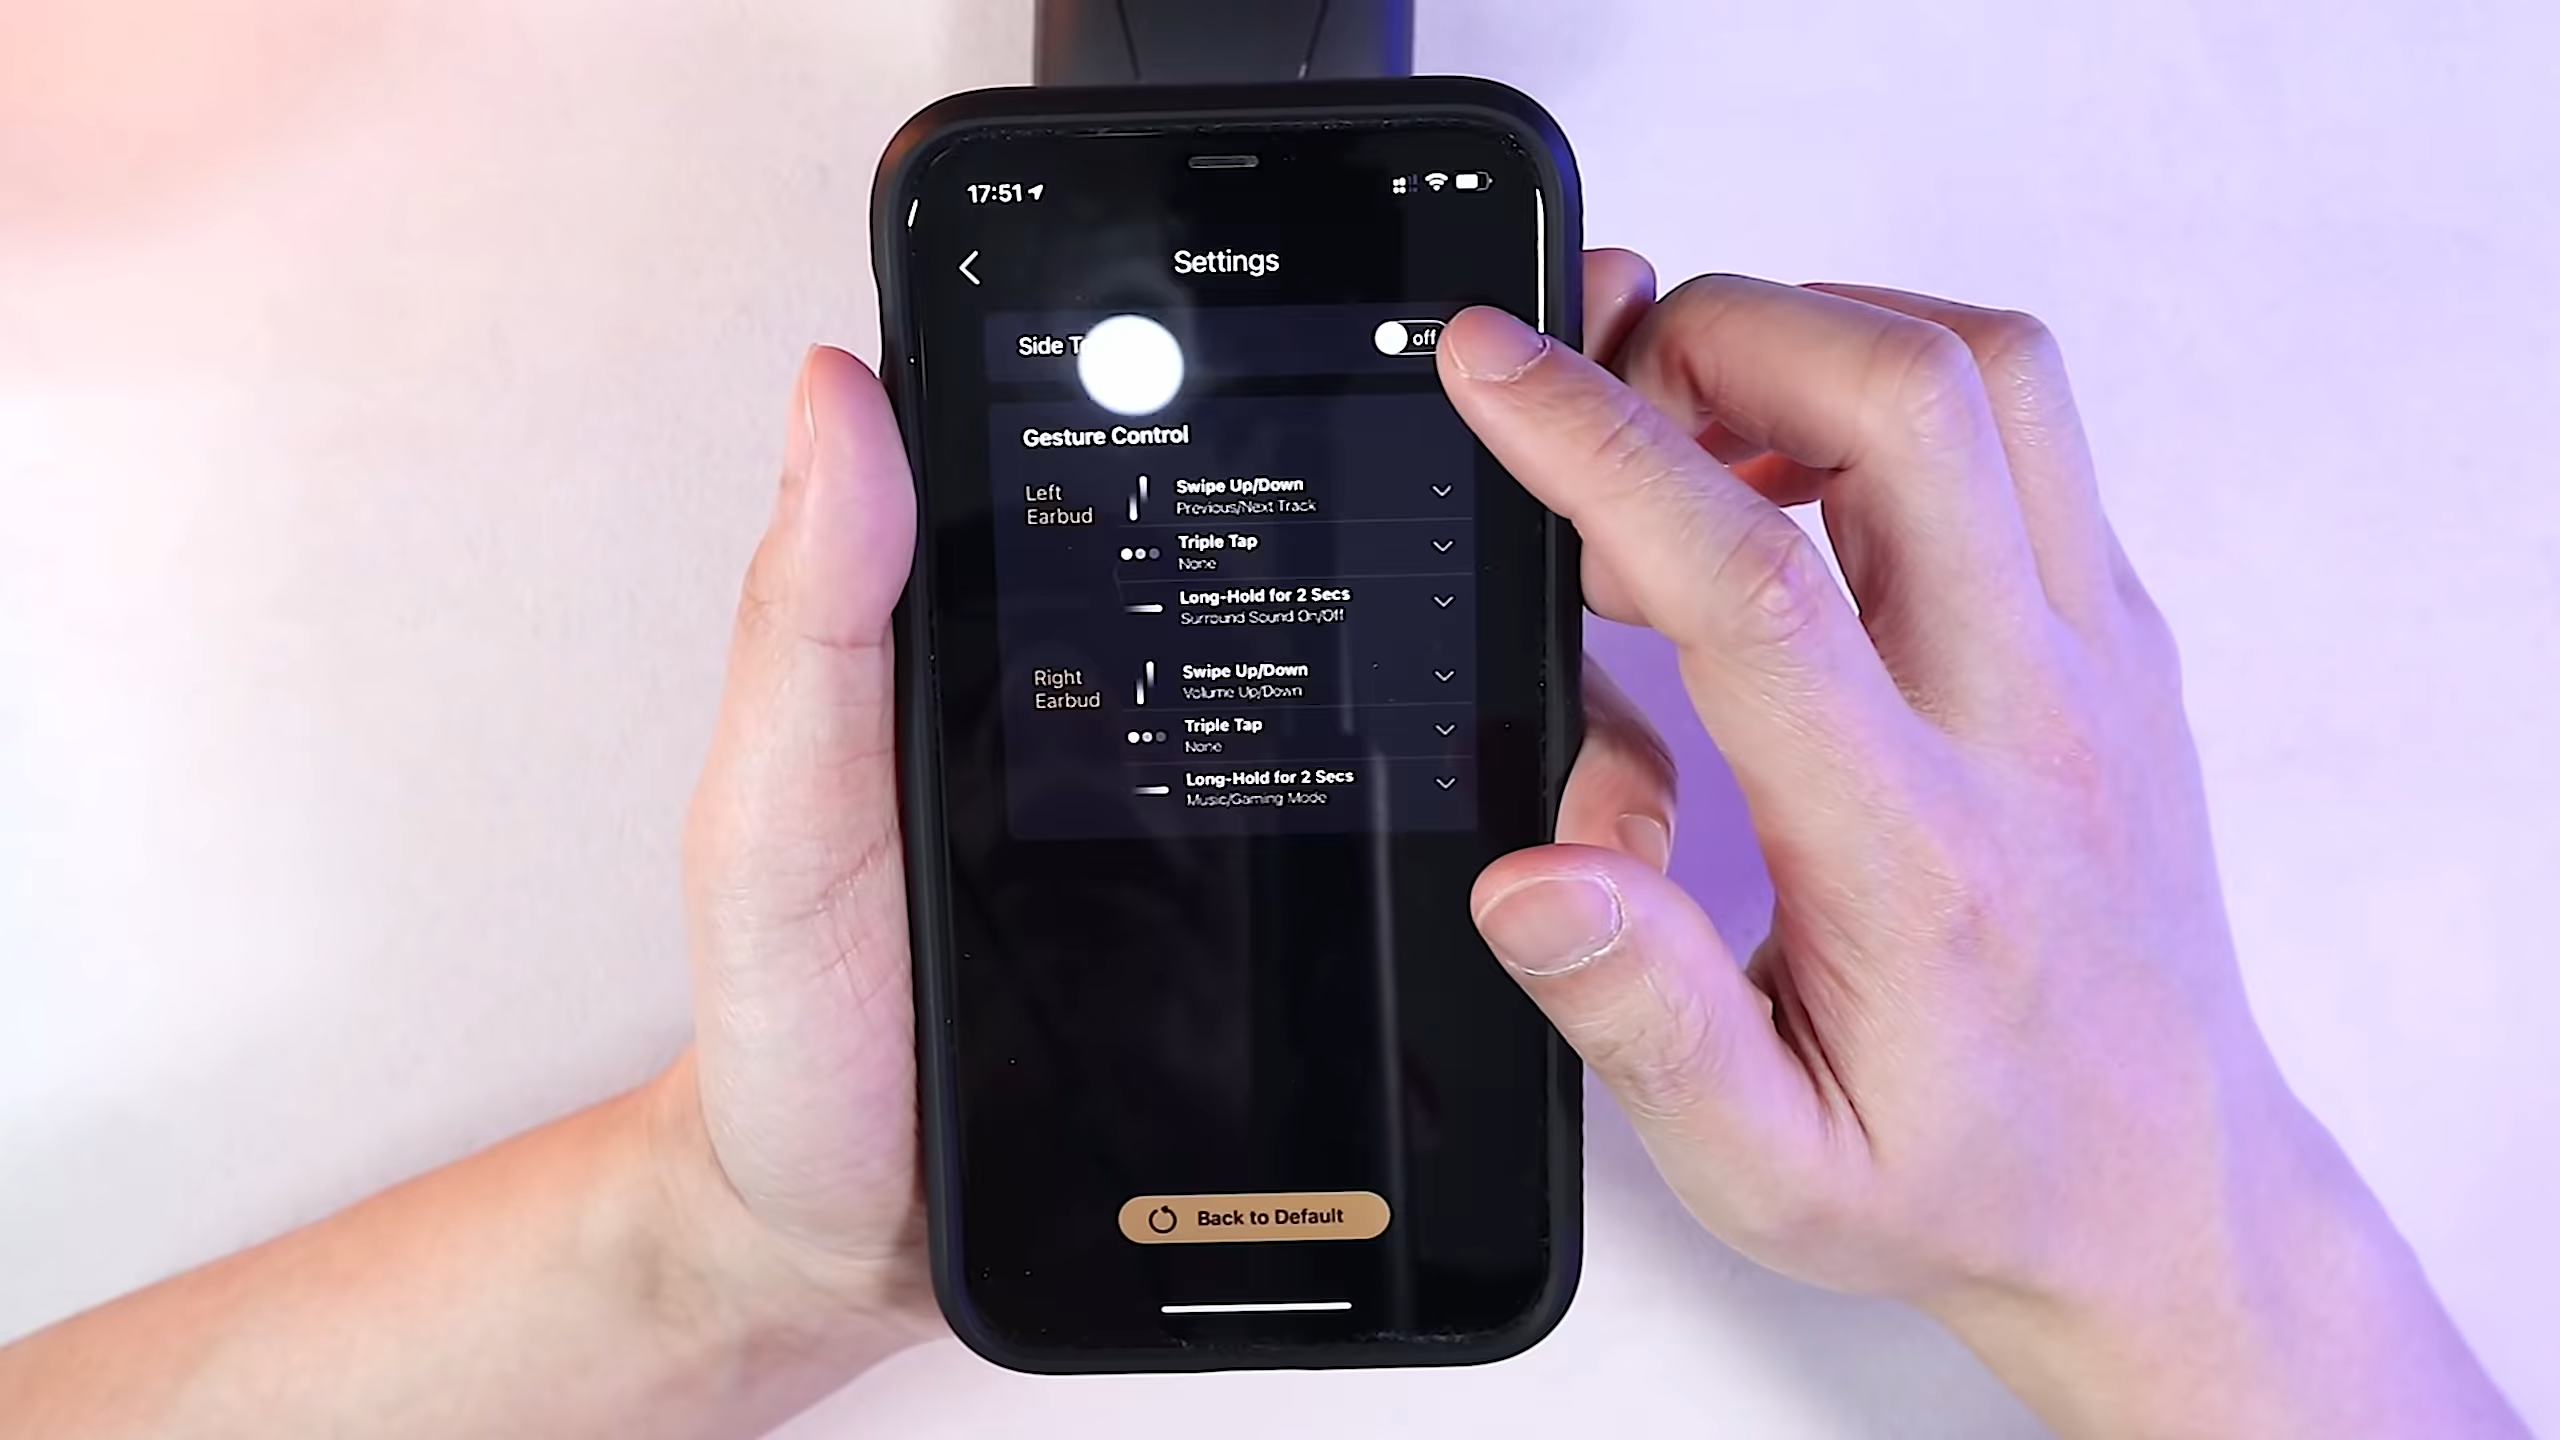 17:51
Settings
Side
off
Gesture Control
Left
Earbud
Swipe Up/Down
Previous/Next Track
Triple Tap
None
Long-Hold for 2 Secs
Surround Sound On/Off
Right
Earbud
Swipe Up/Down
Volume Up/Down
Triple Tap
None
Long-Hold for 2 Secs
Music/Gaming Mode
Back to Default